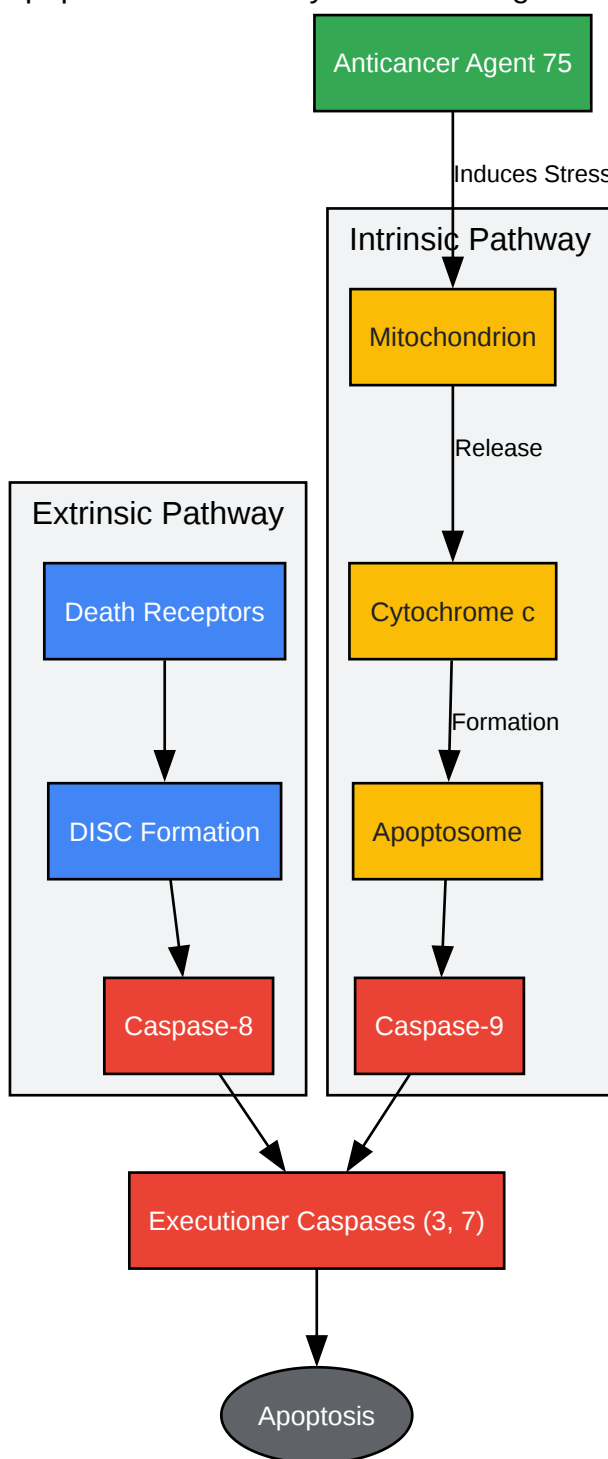 Anticancer Agent 75
Induces Stress
Intrinsic Pathway
Mitochondrion
Release
Extrinsic Pathway
Death Receptors
Cytochrome c
Formation
DISC Formation
Apoptosome
Caspase-8
Caspase-9
Executioner Caspases (3, 7)
Apoptosis